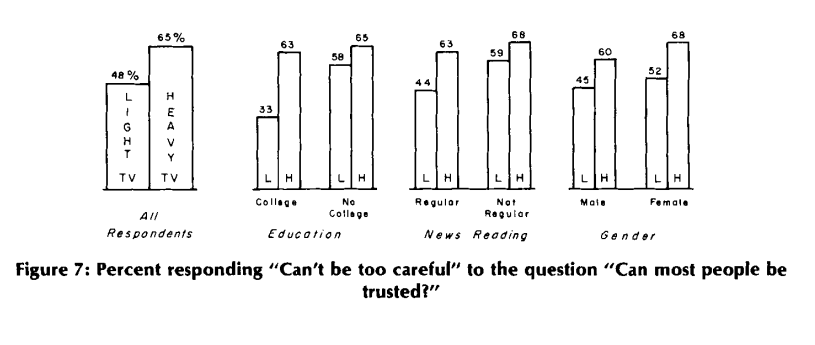 65%
48%
LIGHT TV
HEAVY TV
All
Respondents
33 63 58 65
L H L H
College No
College
Education
44 63 59 68
L H L H
Regular Not
Regular
News Reading
45 60 52 68
L H L H
Male Female
Gender
Figure 7: Percent responding "Can't be too careful" to the question "Can most people be
trusted?"